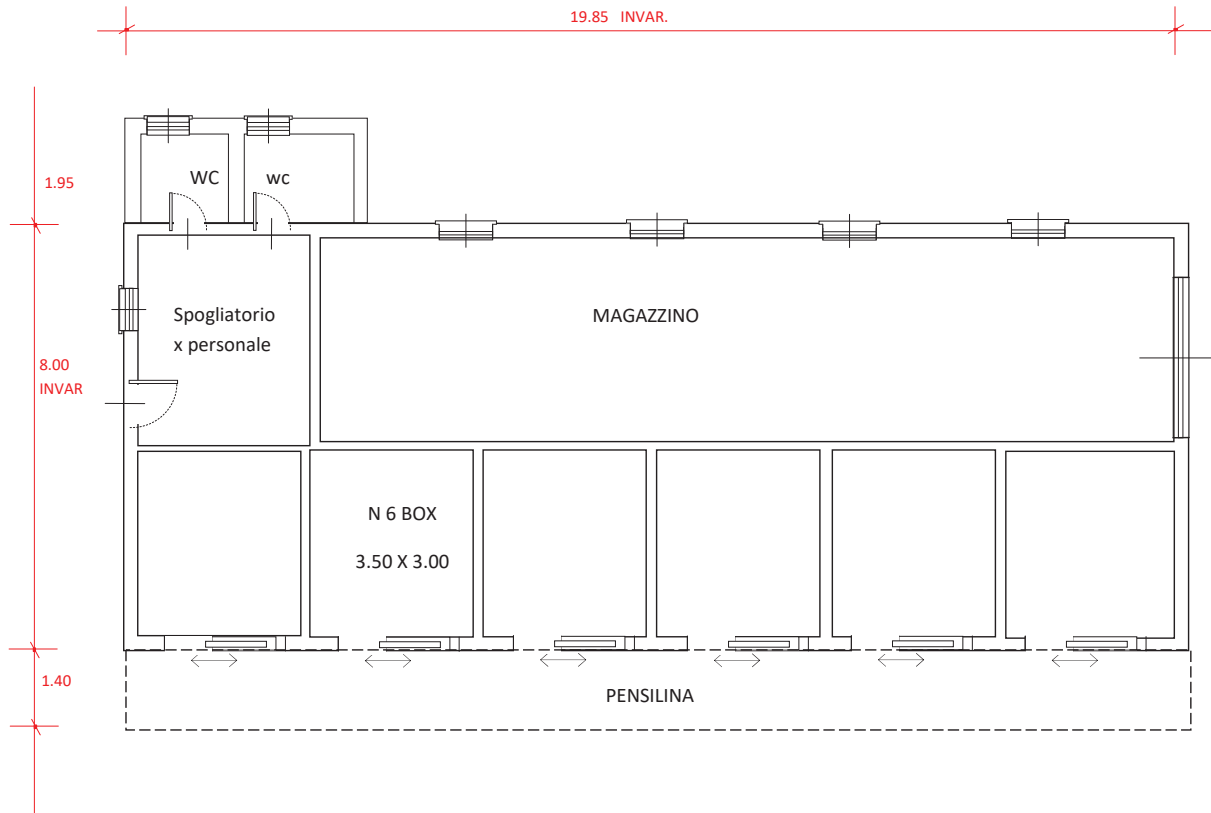 19.85 INVAR.
1.95
WC
wc
Spogliatorio
x personale
MAGAZZINO
8.00
INVAR
N 6 BOX
3.50 X 3.00
1.40
PENSILINA